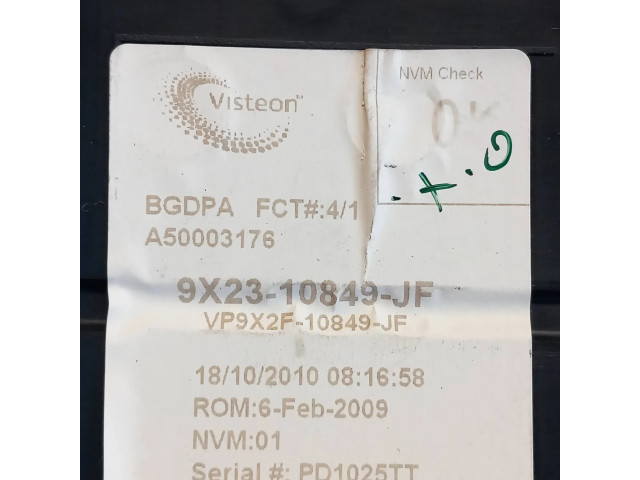 Visteon™
NVM Check
OK
BGDPA FCT#:4/1
A50003176
9X23-10849-JF
VP9X2F-10849-JF
18/10/2010 08:16:58
ROM:6-Feb-2009
NVM:01
Serial #: PD1025TT